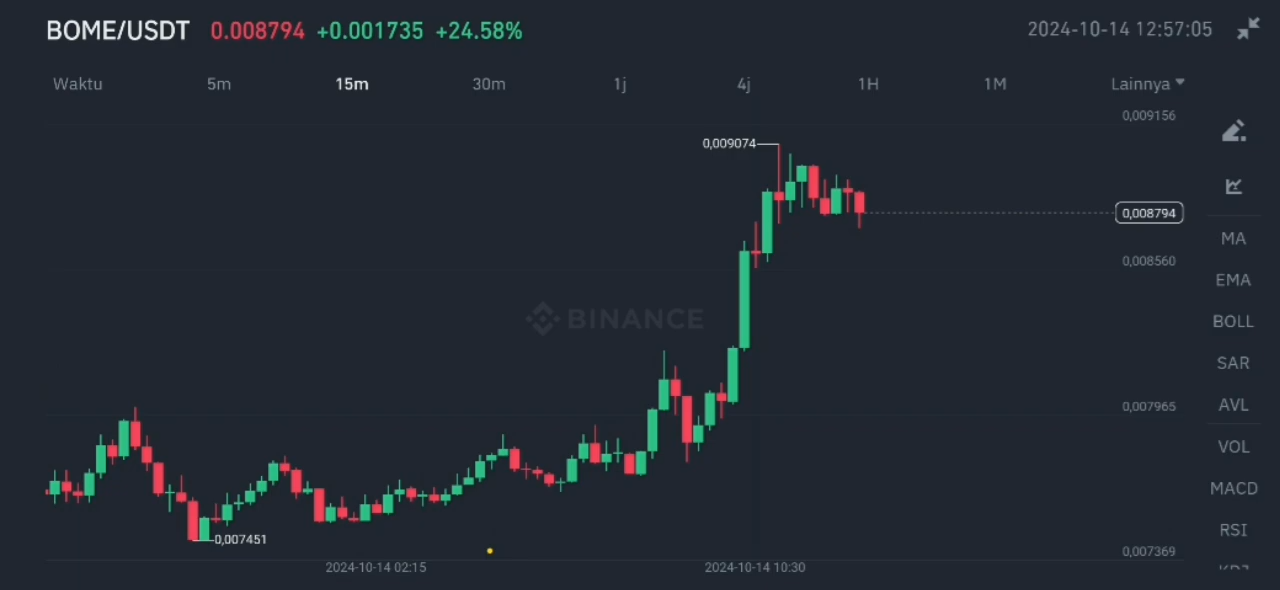 BOME/USDT 0.008794 +0.001735 +24.58% 2024-10-14 12:57:05
Waktu 5m 15m 30m 1j 4j 1H 1M Lainnya
0,009156
0,009074
0,008794
MA
0,008560
EMA
BINANCE
BOLL
SAR
0,007965
AVL
VOL
MACD
RSI
0,007451
0,007369
2024-10-14 02:15 2024-10-14 10:30